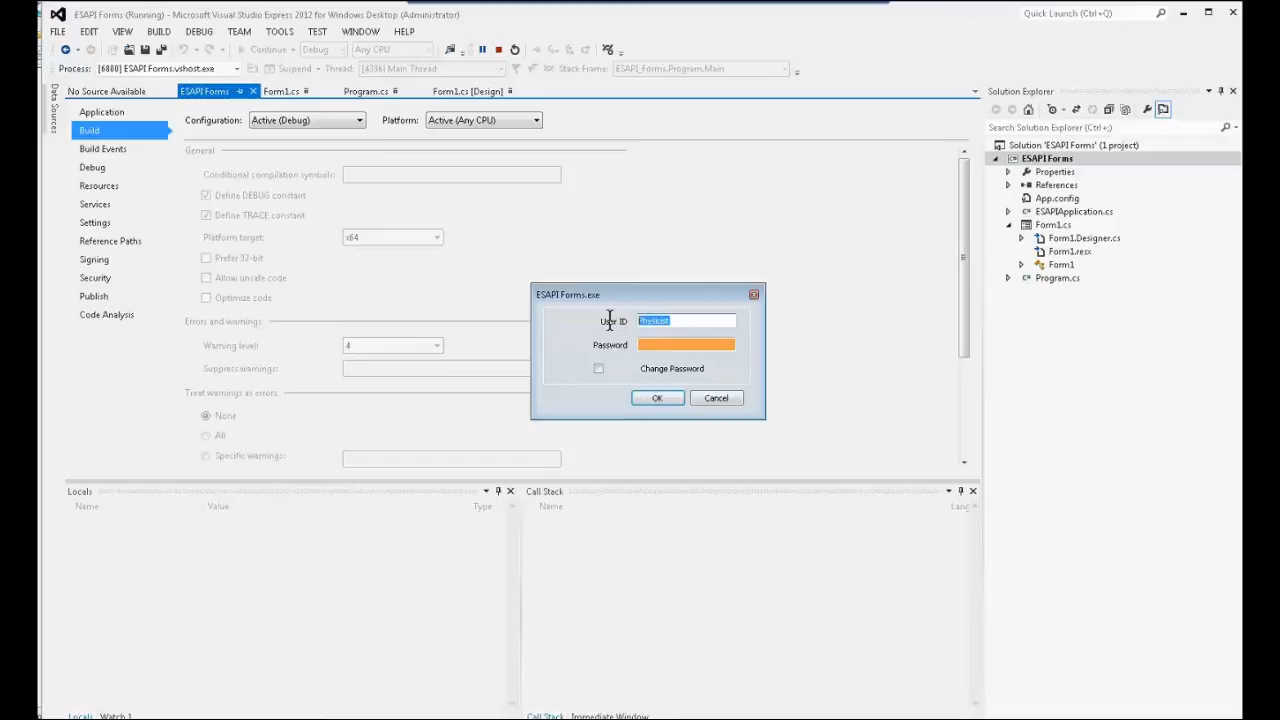 ESAPI Forms (Running) - Microsoft Visual Studio Express 2012 for Windows Desktop (Administrator)
Quick Launch (Ctrl+Q)
FILE EDIT VIEW BUILD DEBUG TEAM TOOLS TEST WINDOW HELP
Continue Debug Any CPU
Process: [6800] ESAPI Forms.vshost.exe Suspend Thread: [4396] Main Thread Stack Frame: ESAPI_Forms.Program.Main
Data Sources
No Source Available ESAPI Forms Form1.cs Program.cs Form1.cs [Design]
Application
Build
Build Events
Debug
Resources
Services
Settings
Reference Paths
Signing
Security
Publish
Code Analysis
Configuration: Active (Debug) Platform: Active (Any CPU)
General
Conditional compilation symbols:
Define DEBUG constant
Define TRACE constant
Platform target: x64
Prefer 32-bit
Allow unsafe code
Optimize code
Errors and warnings
Warning level: 4
Suppress warnings:
Treat warnings as errors
None
All
Specific warnings:
ESAPI Forms.exe
User ID Physicist
Password
Change Password
OK Cancel
Solution Explorer
Search Solution Explorer (Ctrl+;)
Solution 'ESAPI Forms' (1 project)
ESAPI Forms
Properties
References
App.config
ESAPIApplication.cs
Form1.cs
Form1.Designer.cs
Form1.resx
Form1
Program.cs
Locals
Name Value Type
Call Stack
Name Lang
Locals Watch 1
Call Stack Immediate Window